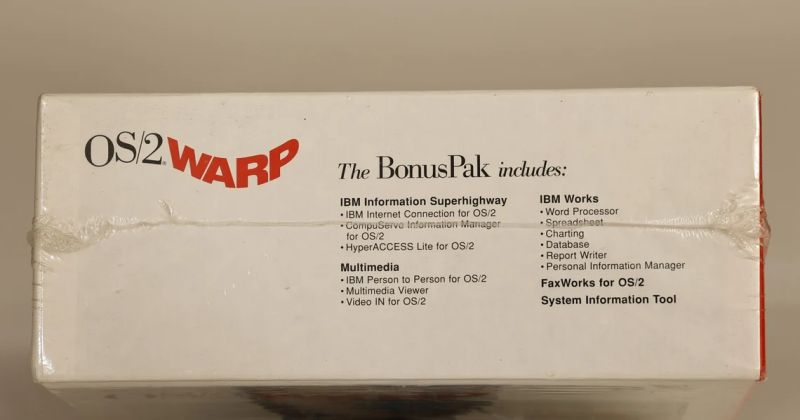 OS/2 WARP
The BonusPak includes:
IBM Information Superhighway
• IBM Internet Connection for OS/2
• CompuServe Information Manager
for OS/2
• HyperACCESS Lite for OS/2
Multimedia
• IBM Person to Person for OS/2
• Multimedia Viewer
• Video IN for OS/2
IBM Works
• Word Processor
• Spreadsheet
• Charting
• Database
• Report Writer
• Personal Information Manager
FaxWorks for OS/2
System Information Tool